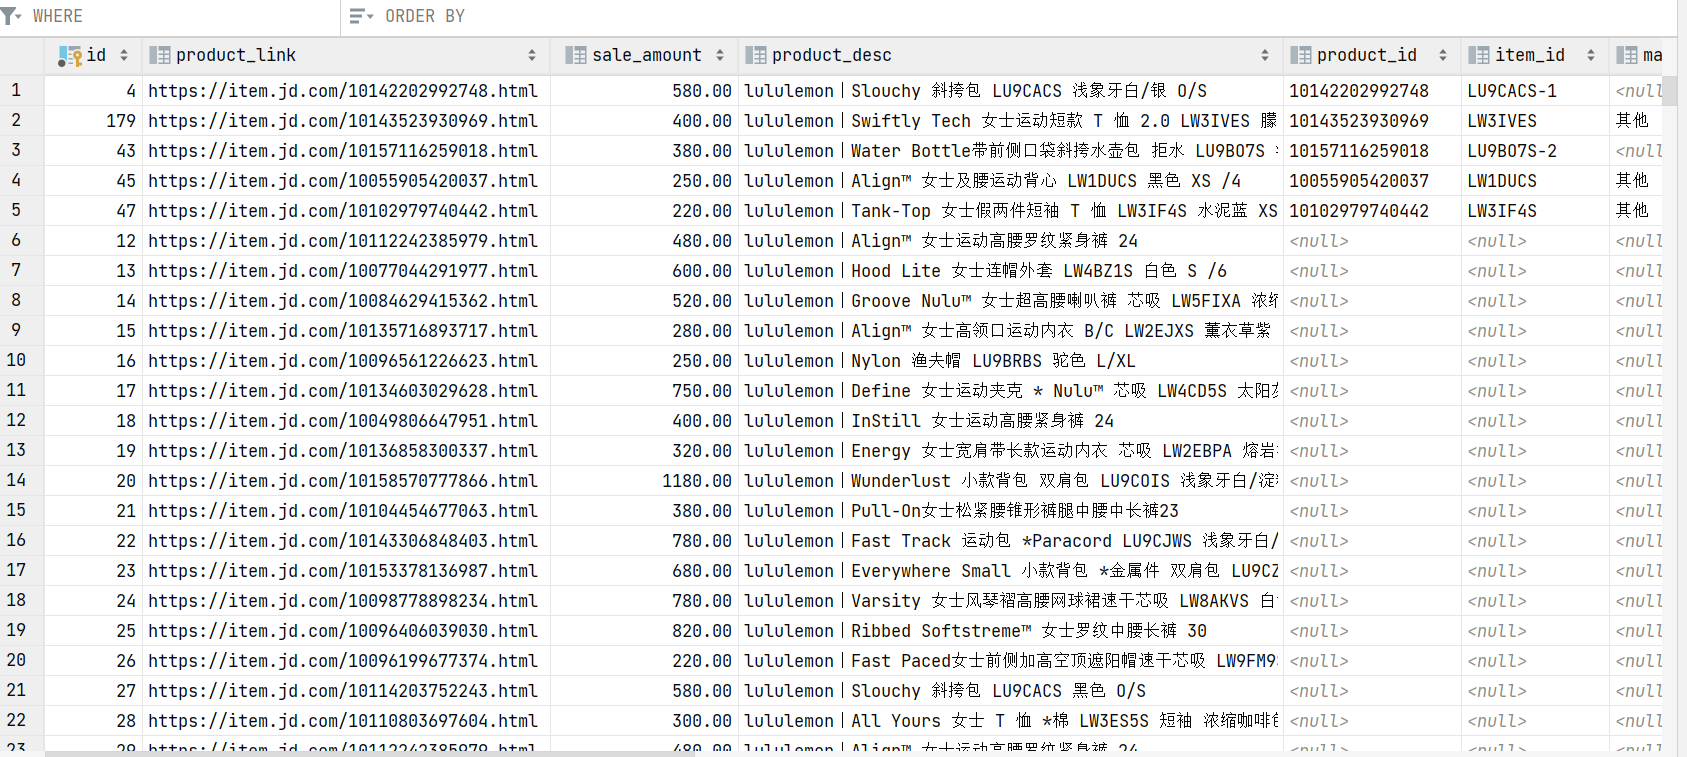 WHERE ORDER BY
id product_link sale_amount product_desc product_id item_id ma
1 4 https://item.jd.com/10142202992748.html 580.00 lululemon丨Slouchy 斜挎包 LU9CACS 浅象牙白/银 O/S 10142202992748 LU9CACS-1 <null
2 179 https://item.jd.com/10143523930969.html 400.00 lululemon丨Swiftly Tech 女士运动短款 T 恤 2.0 LW3IVES 朦 10143523930969 LW3IVES 其他
3 43 https://item.jd.com/10157116259018.html 380.00 lululemon丨Water Bottle带前侧口袋斜挎水壶包 拒水 LU9BO7S 10157116259018 LU9BO7S-2 <null
4 45 https://item.jd.com/10055905420037.html 250.00 lululemon丨Align™ 女士及腰运动背心 LW1DUCS 黑色 XS /4 10055905420037 LW1DUCS 其他
5 47 https://item.jd.com/10102979740442.html 220.00 lululemon丨Tank-Top 女士假两件短袖 T 恤 LW3IF4S 水泥蓝 XS 10102979740442 LW3IF4S 其他
6 12 https://item.jd.com/10112242385979.html 480.00 lululemon丨Align™ 女士运动高腰罗纹紧身裤 24 <null> <null> <null
7 13 https://item.jd.com/10077044291977.html 600.00 lululemon丨Hood Lite 女士连帽外套 LW4BZ1S 白色 S /6 <null> <null> <null
8 14 https://item.jd.com/10084629415362.html 520.00 lululemon丨Groove Nulu™ 女士超高腰喇叭裤 芯吸 LW5FIXA 浓缩 <null> <null> <null
9 15 https://item.jd.com/10135716893717.html 280.00 lululemon丨Align™ 女士高领口运动内衣 B/C LW2EJXS 薰衣草紫 <null> <null> <null
10 16 https://item.jd.com/10096561226623.html 250.00 lululemon丨Nylon 渔夫帽 LU9BRBS 驼色 L/XL <null> <null> <null
11 17 https://item.jd.com/10134603029628.html 750.00 lululemon丨Define 女士运动夹克 * Nulu™ 芯吸 LW4CD5S 太阳灰 <null> <null> <null
12 18 https://item.jd.com/10049806647951.html 400.00 lululemon丨InStill 女士运动高腰紧身裤 24 <null> <null> <null
13 19 https://item.jd.com/10136858300337.html 320.00 lululemon丨Energy 女士宽肩带长款运动内衣 芯吸 LW2EBPA 熔岩 <null> <null> <null
14 20 https://item.jd.com/10158570777866.html 1180.00 lululemon丨Wunderlust 小款背包 双肩包 LU9COIS 浅象牙白/淀 <null> <null> <null
15 21 https://item.jd.com/10104454677063.html 380.00 lululemon丨Pull-On女士松紧腰锥形裤腿中腰中长裤23 <null> <null> <null
16 22 https://item.jd.com/10143306848403.html 780.00 lululemon丨Fast Track 运动包 *Paracord LU9CJWS 浅象牙白/ <null> <null> <null
17 23 https://item.jd.com/10153378136987.html 680.00 lululemon丨Everywhere Small 小款背包 *金属件 双肩包 LU9CZ <null> <null> <null
18 24 https://item.jd.com/10098778898234.html 780.00 lululemon丨Varsity 女士风琴褶高腰网球裙速干芯吸 LW8AKVS 白 <null> <null> <null
19 25 https://item.jd.com/10096406039030.html 820.00 lululemon丨Ribbed Softstreme™ 女士罗纹中腰长裤 30 <null> <null> <null
20 26 https://item.jd.com/10096199677374.html 220.00 lululemon丨Fast Paced女士前侧加高空顶遮阳帽速干芯吸 LW9FM9 <null> <null> <null
21 27 https://item.jd.com/10114203752243.html 580.00 lululemon丨Slouchy 斜挎包 LU9CACS 黑色 O/S <null> <null> <null
22 28 https://item.jd.com/10110803697604.html 300.00 lululemon丨All Yours 女士 T 恤 *棉 LW3ES5S 短袖 浓缩咖啡色 <null> <null> <null
23 29 https://item.jd.com/10112242385979.html 480.00 lululemon丨Align™ 女士运动高腰罗纹紧身裤 24 <null> <null> <null